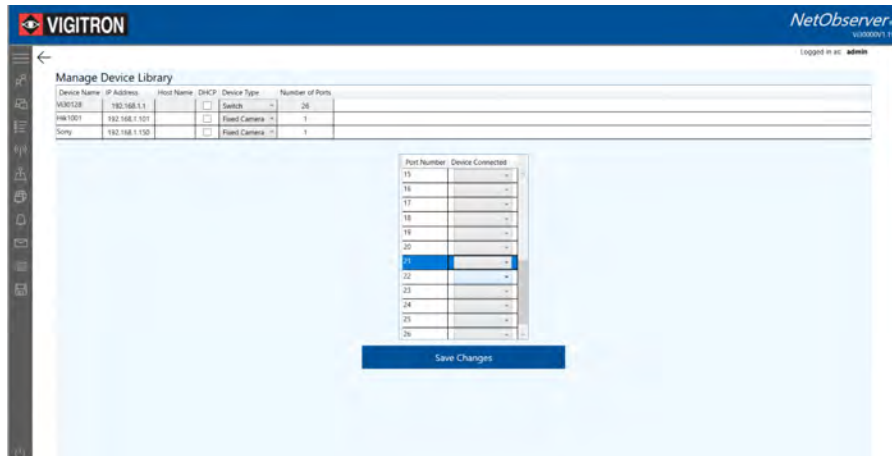 VIGITRON
NetObserver
Logged in as: admin
Manage Device Library
Device Name IP Address Host Name DHCP Device Type Number of Ports
Vi30128 192.168.1.1 Switch 26
Hik1001 192.168.1.101 Fixed Camera 1
Sony 192.168.1.150 Fixed Camera 1
Port Number Device Connected
15
16
17
18
19
20
21
22
23
24
25
26
Save Changes